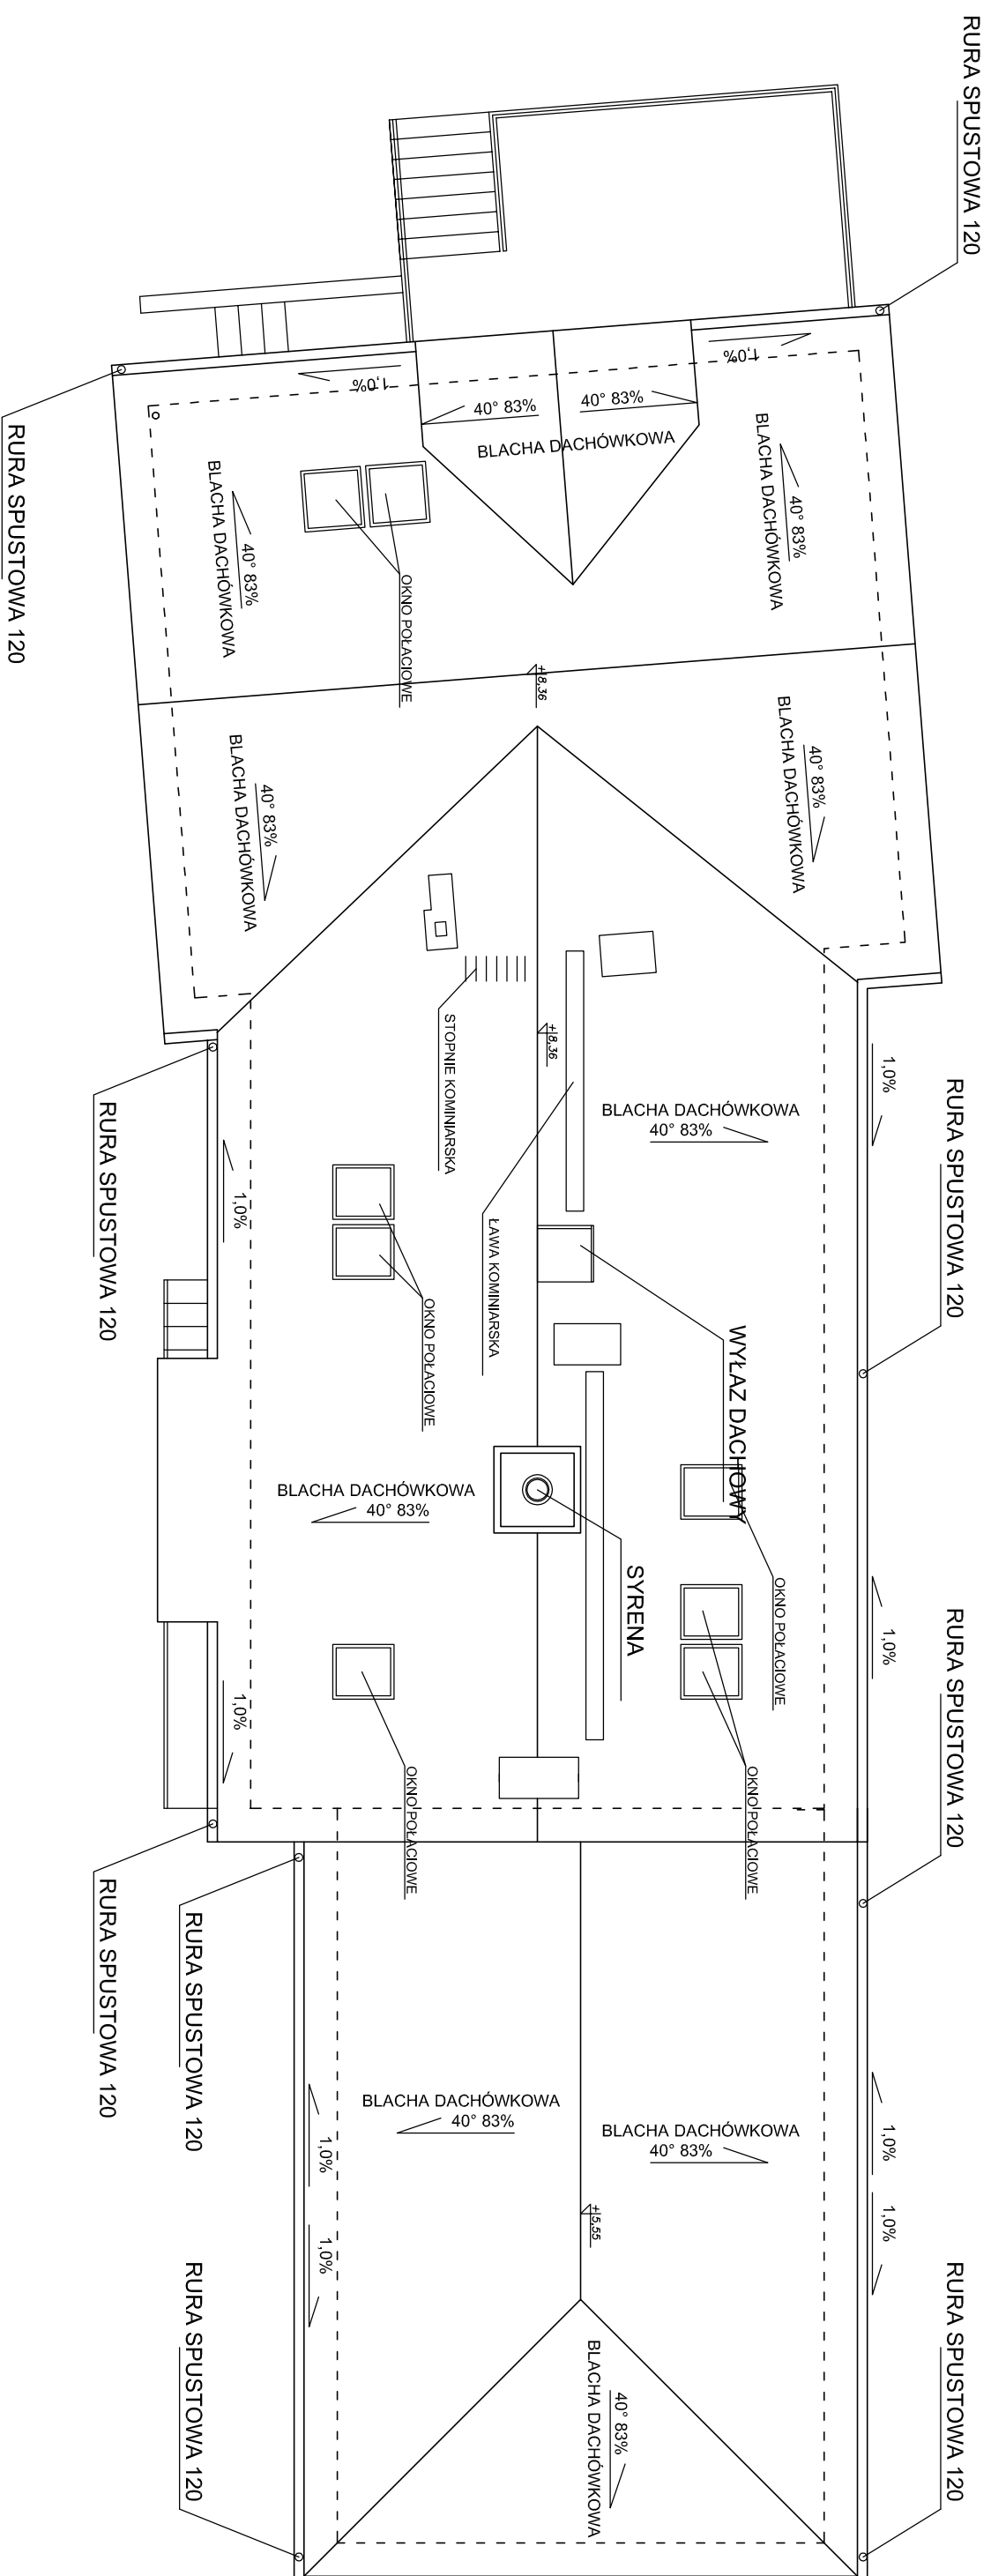 RURA SPUSTOWA 120
RURA SPUSTOWA 120
1,0%
1,0%
40° 83%
40° 83%
BLACHA DACHÓWKOWA
40° 83%
BLACHA DACHÓWKOWA
40° 83%
BLACHA DACHÓWKOWA
OKNO POŁACIOWE
+8,36
40° 83%
BLACHA DACHÓWKOWA
40° 83%
BLACHA DACHÓWKOWA
STOPNIE KOMINIARSKA
+8,36
BLACHA DACHÓWKOWA
40° 83%
1,0%
RURA SPUSTOWA 120
RURA SPUSTOWA 120
1,0%
ŁAWA KOMINIARSKA
OKNO POŁACIOWE
WYŁAZ DACHOWY
BLACHA DACHÓWKOWA
40° 83%
SYRENA
OKNO POŁACIOWE
1,0%
RURA SPUSTOWA 120
1,0%
OKNO POŁACIOWE
OKNO POŁACIOWE
RURA SPUSTOWA 120
RURA SPUSTOWA 120
BLACHA DACHÓWKOWA
40° 83%
BLACHA DACHÓWKOWA
40° 83%
1,0%
1,0%
1,0%
1,0%
+5,55
RURA SPUSTOWA 120
RURA SPUSTOWA 120
40° 83%
BLACHA DACHÓWKOWA